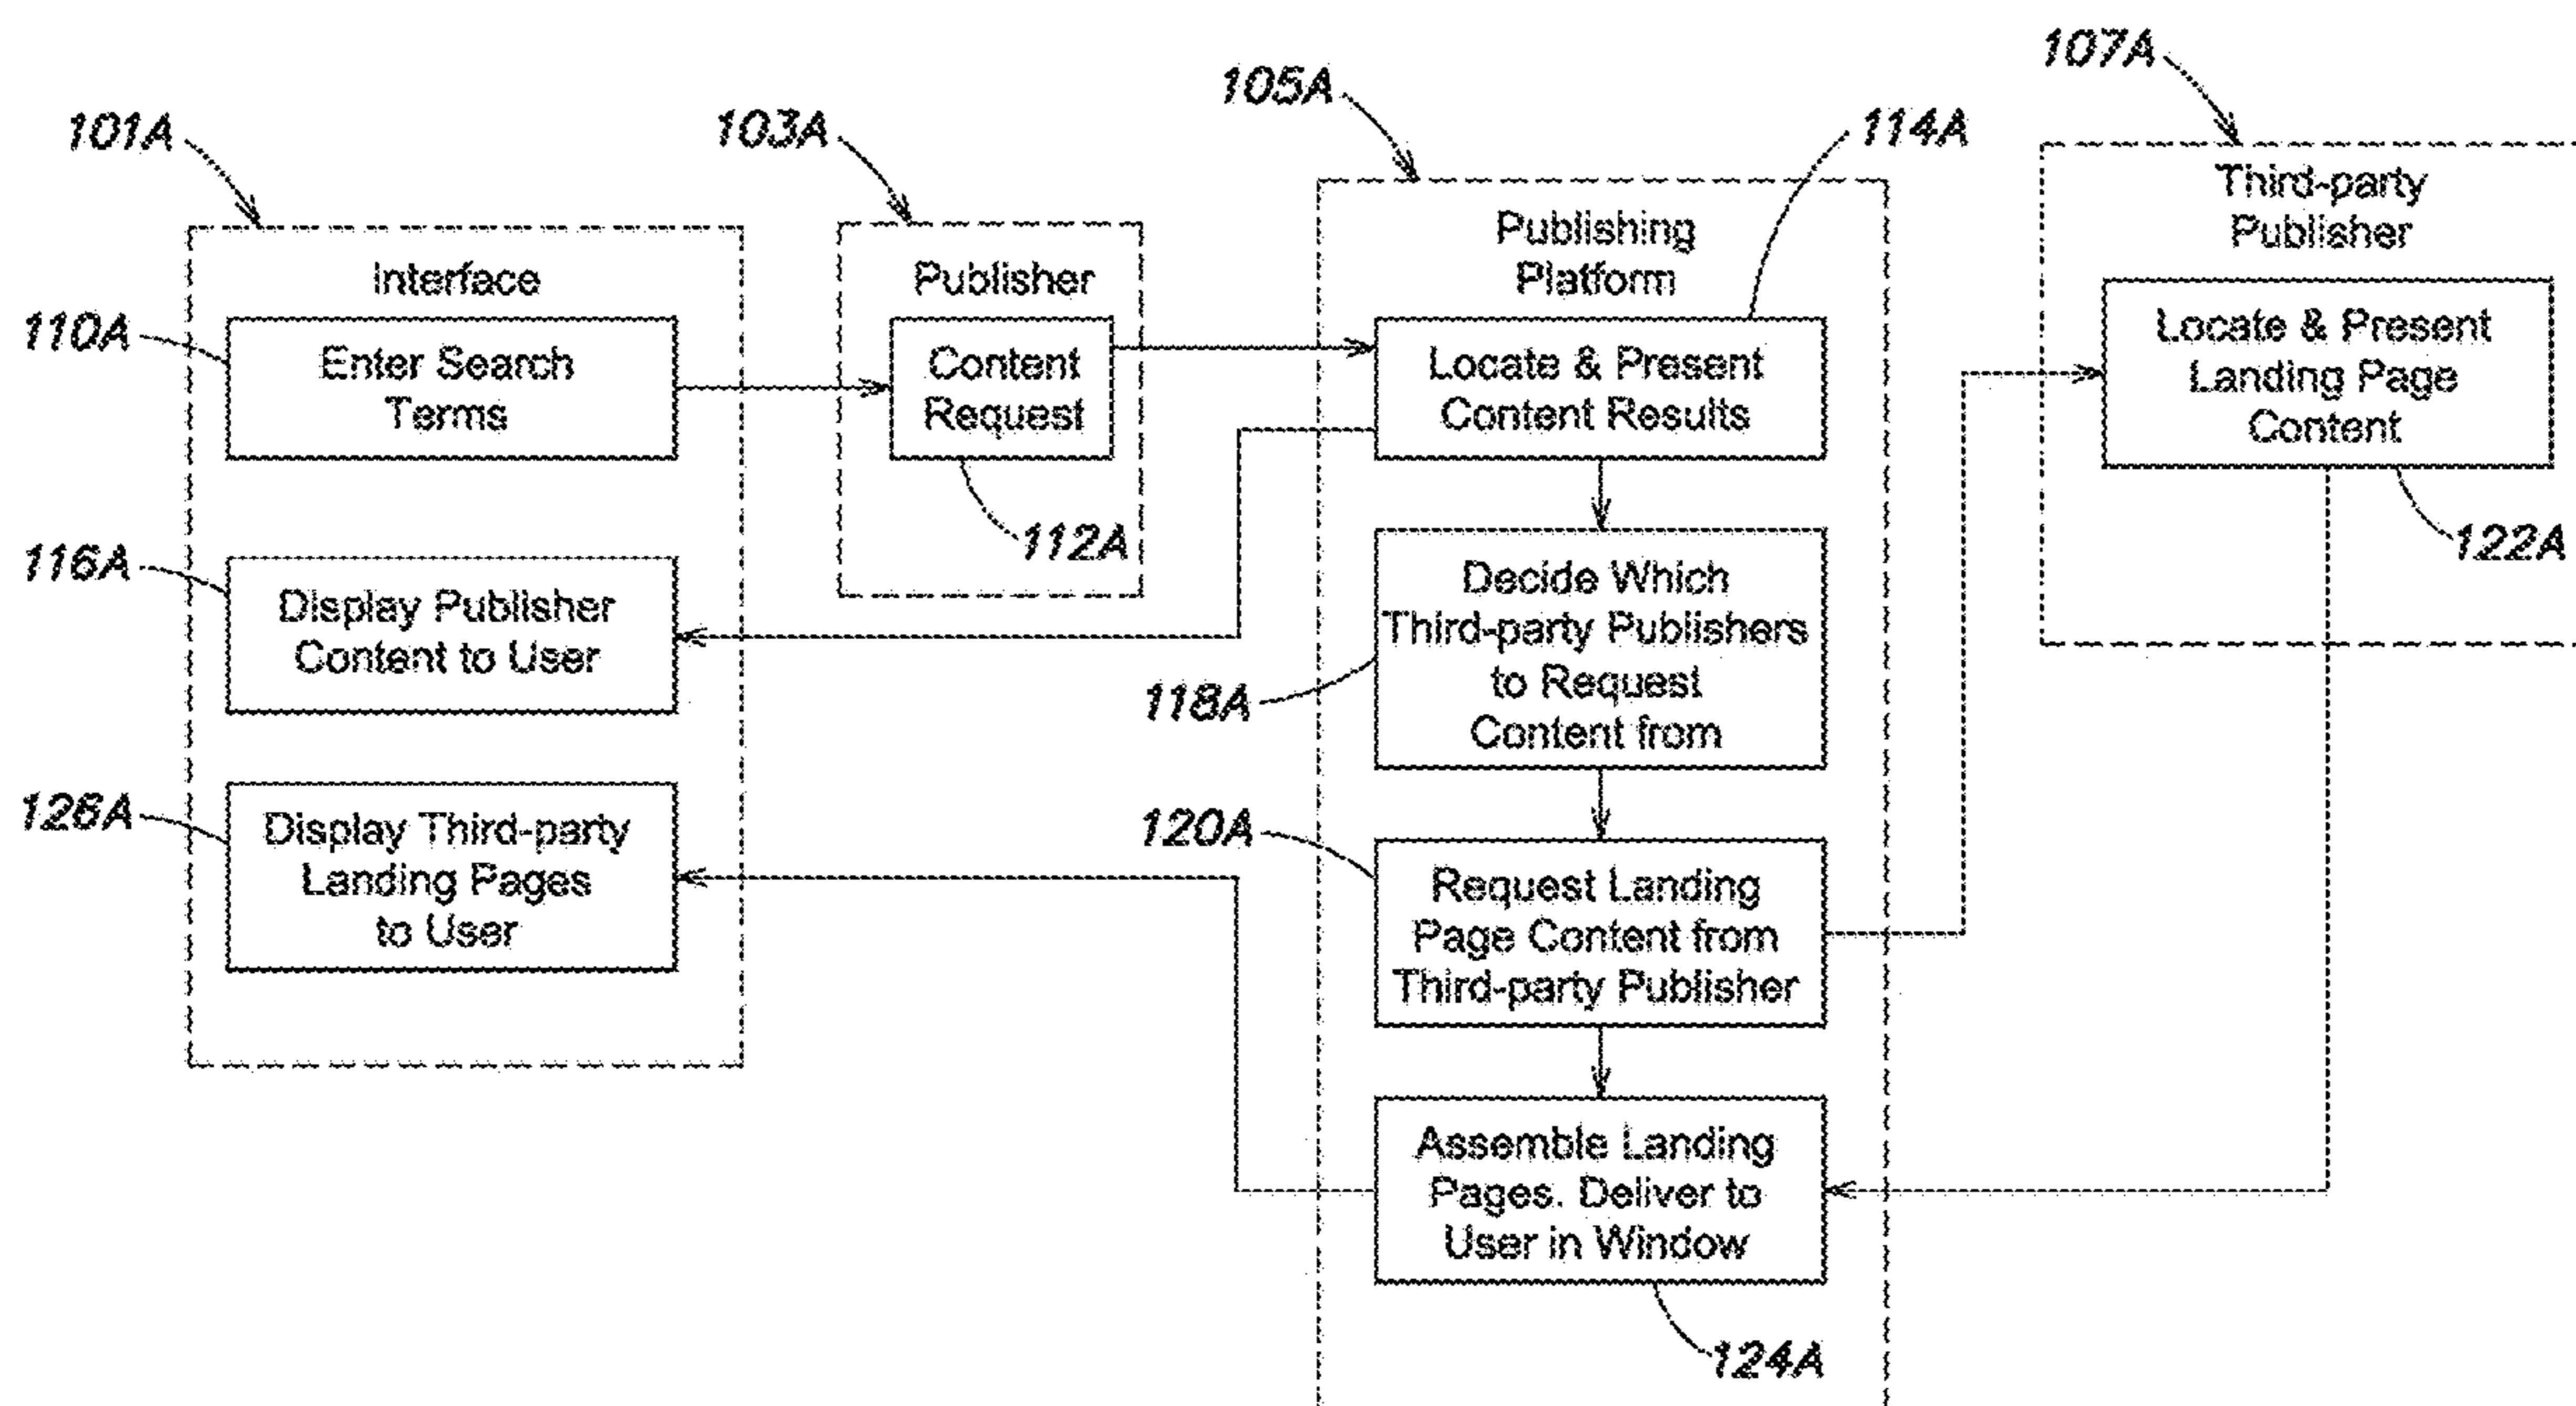 101A
103A
105A
107A
114A
Interface
110A
Enter Search
Terms
116A
Display Publisher
Content to User
126A
Display Third-party
Landing Pages
to User
Publisher
Content
Request
112A
Publishing
Platform
Locate & Present
Content Results
118A
Decide Which
Third-party Publishers
to Request
Content from
120A
Request Landing
Page Content from
Third-party Publisher
Assemble Landing
Pages. Deliver to
User in Window
124A
Third-party
Publisher
Locate & Present
Landing Page
Content
122A